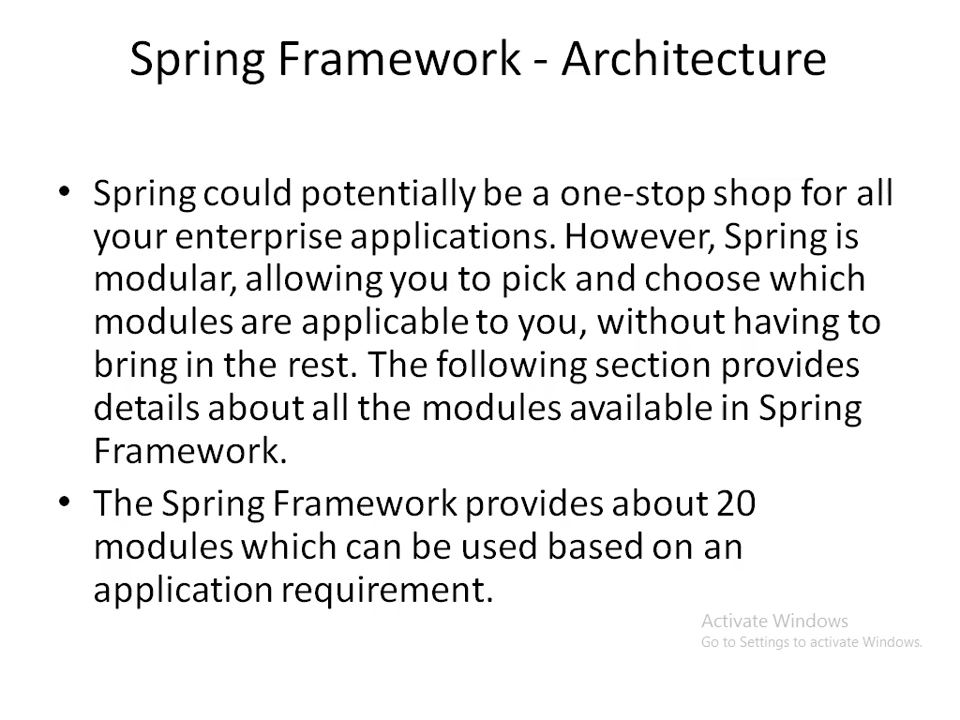 Spring Framework - Architecture
• Spring could potentially be a one-stop shop for all
your enterprise applications. However, Spring is
modular, allowing you to pick and choose which
modules are applicable to you, without having to
bring in the rest. The following section provides
details about all the modules available in Spring
Framework.
• The Spring Framework provides about 20
modules which can be used based on an
application requirement.
Activate Windows
Go to Settings to activate Windows.